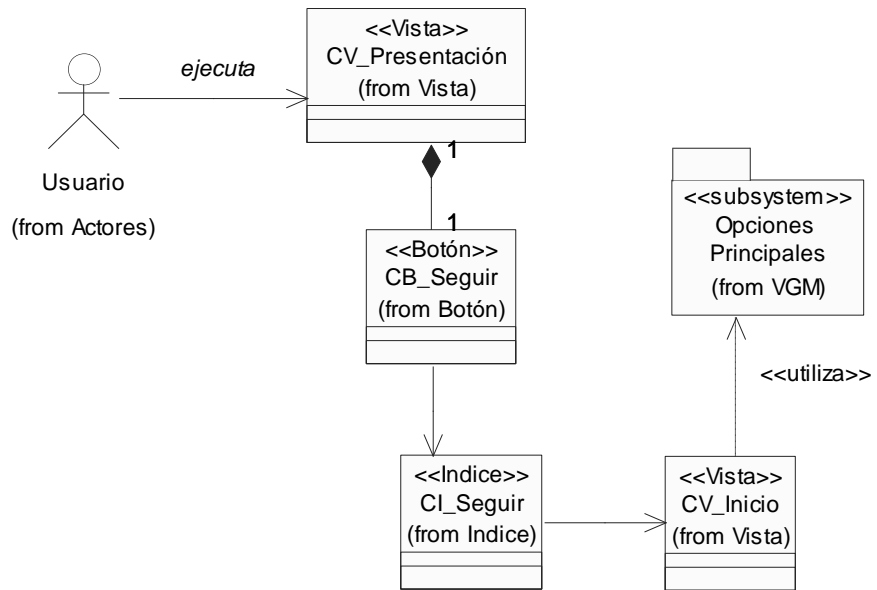 <<Vista>>
CV_Presentación
(from Vista)
ejecuta
Usuario
(from Actores)
1
1
<<Botón>>
CB_Seguir
(from Botón)
<<subsystem>>
Opciones
Principales
(from VGM)
<<utiliza>>
<<Indice>>
CI_Seguir
(from Indice)
<<Vista>>
CV_Inicio
(from Vista)